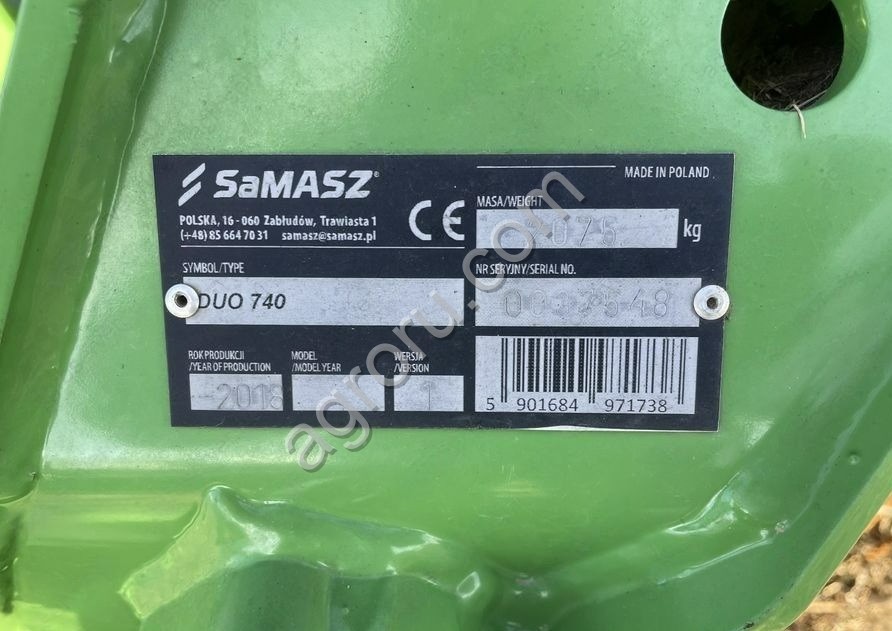 SaMASZ®
POLSKA, 16 - 060 Zabłudów, Trawiasta 1
(+48) 85 664 70 31 samasz@samasz.pl
CE
MADE IN POLAND
MASA/WEIGHT
kg
SYMBOL/TYPE
DUO 740
NR SERYJNY/SERIAL NO.
ROK PRODUKCJI
/YEAR OF PRODUCTION
MODEL
/MODEL YEAR
WERSJA
/VERSION
1
5 901684 971738
agroru.com